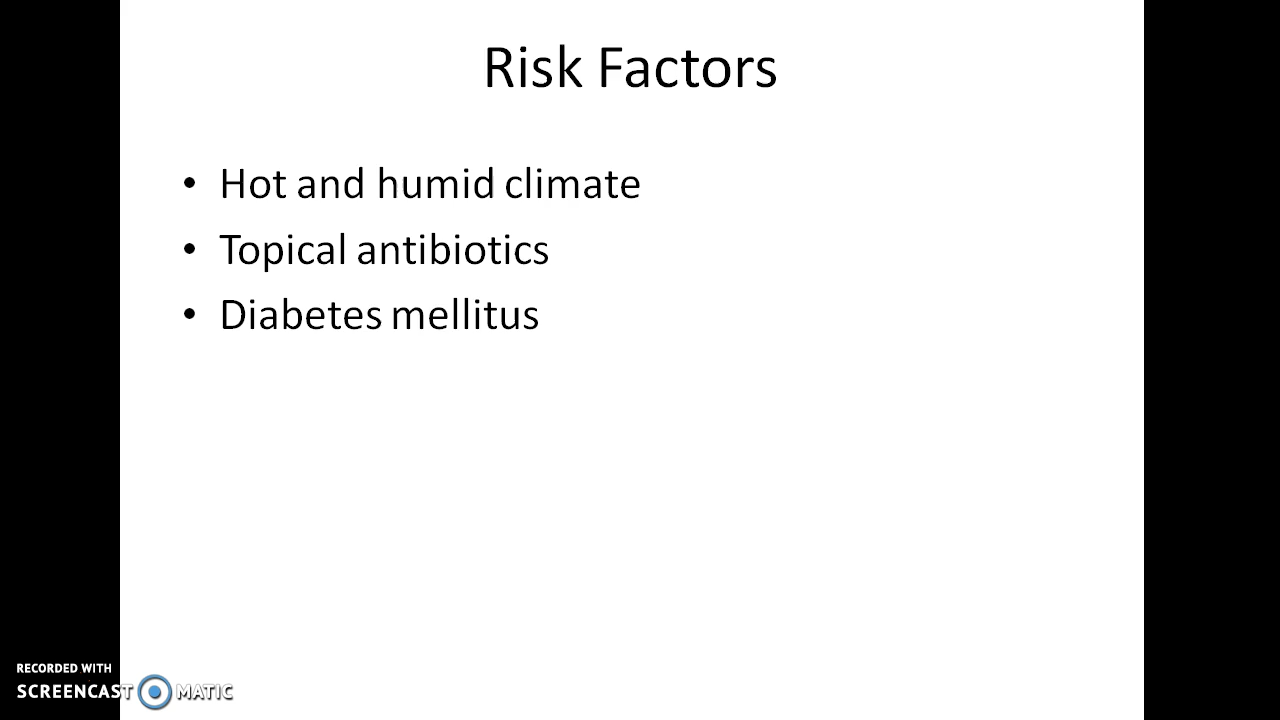 Risk Factors
• Hot and humid climate
• Topical antibiotics
• Diabetes mellitus
RECORDED WITH
SCREENCAST MATIC